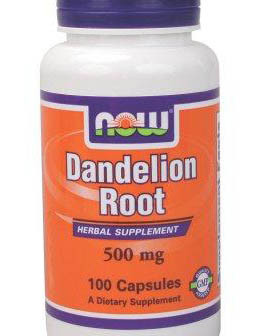 NOW
Dandelion
Root
HERBAL SUPPLEMENT
500 mg
100 Capsules
A Dietary Supplement
GMP